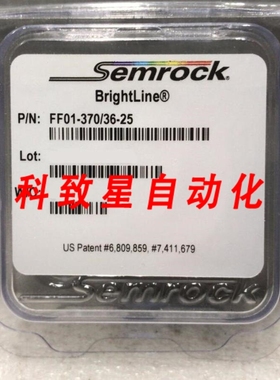 Semrock®
BrightLine®
P/N: FF01-370/36-25
Lot:
科致星自动化
US Patent #6,809,859, #7,411,679
Semrock